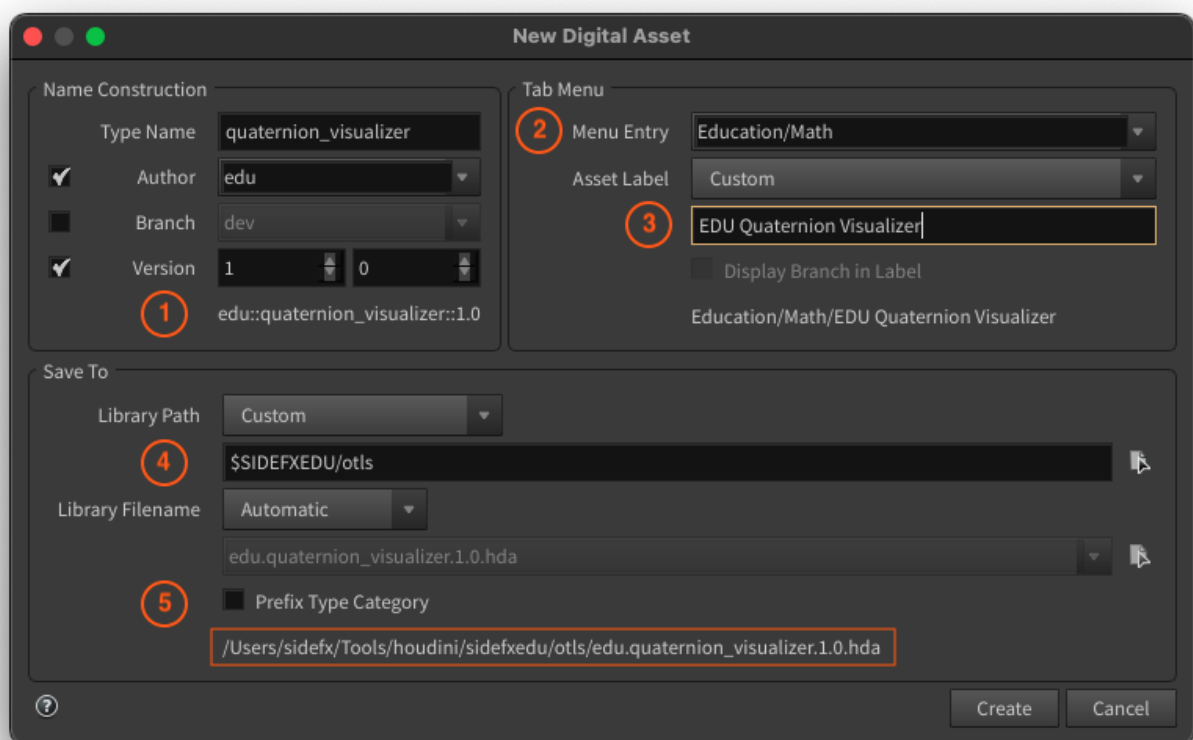 New Digital Asset
Name Construction
Type Name quaternion_visualizer
Author edu
Branch dev
Version 1 0
1 edu::quaternion_visualizer::1.0
Tab Menu
2 Menu Entry Education/Math
Asset Label Custom
3 EDU Quaternion Visualizer
Display Branch in Label
Education/Math/EDU Quaternion Visualizer
Save To
Library Path Custom
4 $SIDEFXEDU/otls
Library Filename Automatic
edu.quaternion_visualizer.1.0.hda
5 Prefix Type Category
/Users/sidefx/Tools/houdini/sidefxedu/otls/edu.quaternion_visualizer.1.0.hda
? Create Cancel